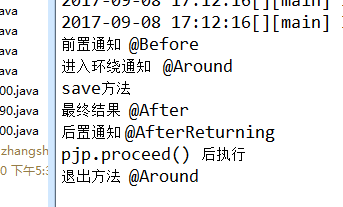 2017-09-08 17:12:16[][main]
ava
2017-09-08 17:12:16[][main]
ava
前置通知 @Before
ava
进入环绕通知 @Around
ava
save方法
00.java
最终结果 @After
90.java
后置通知@AfterReturning
00.java
pjp.proceed() 后执行
zhangsh
退出方法 @Around
0 下午5:3